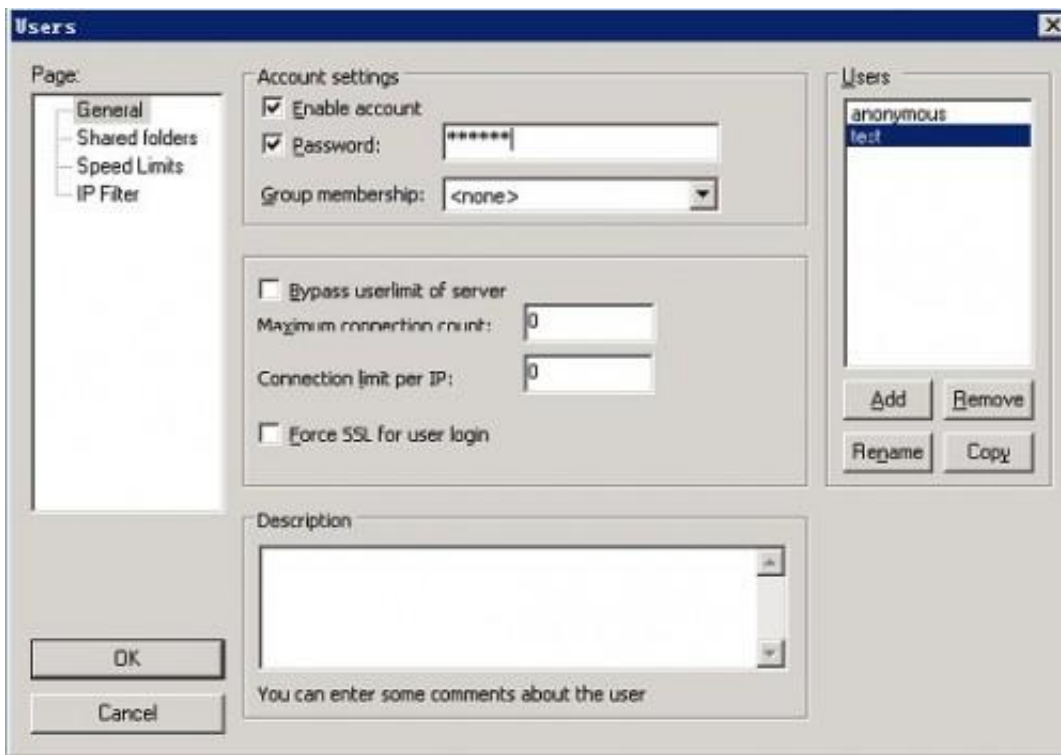 Users
Page:
General
Shared folders
Speed Limits
IP Filter
OK
Cancel
Account settings
Enable account
Password:
******
Group membership:
<none>
Bypass userlimit of server
Maximum connection count:
0
Connection limit per IP:
0
Force SSL for user login
Description
You can enter some comments about the user
Users
anonymous
test
Add
Remove
Rename
Copy